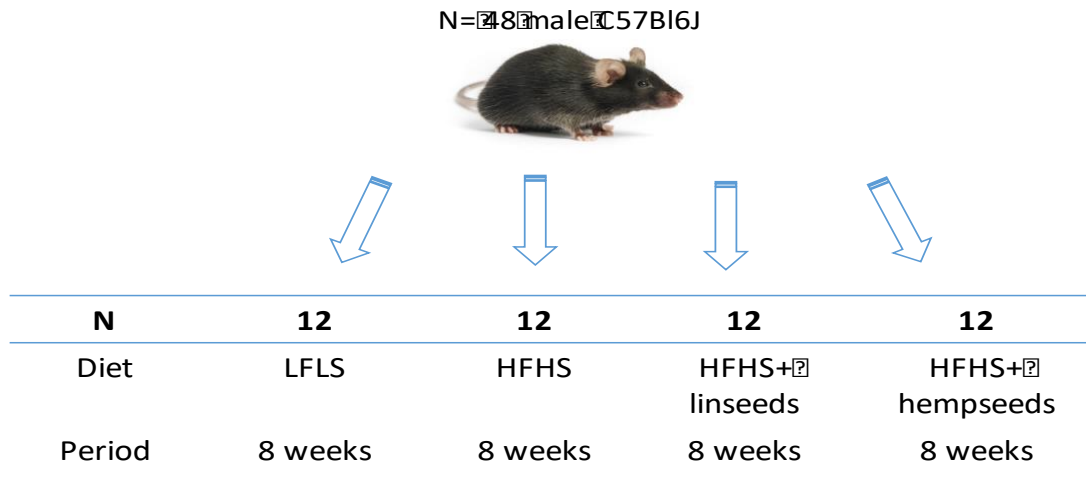 N= 48 male C57Bl6J
N 12 12 12 12
Diet LFLS HFHS HFHS+ HFHS+
linseeds hempseeds
Period 8 weeks 8 weeks 8 weeks 8 weeks